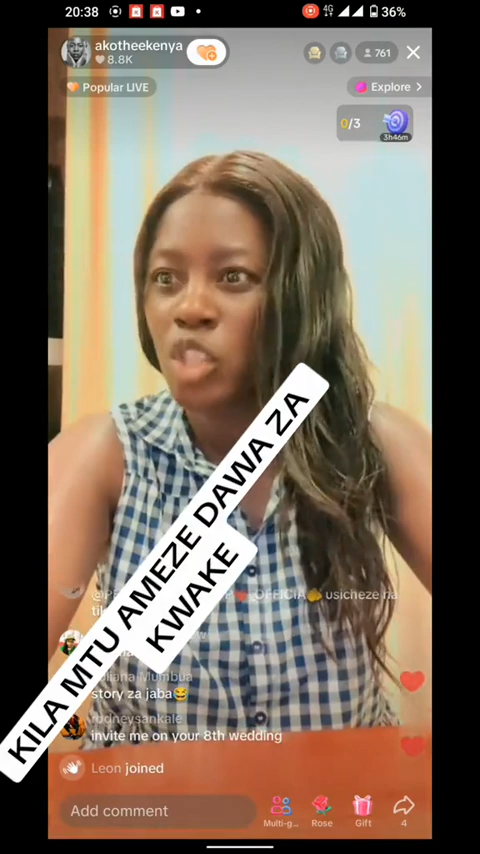 20:38
4G
36%
akotheekenya
8.8K
761
Popular LIVE
Explore >
0/3
3h46m
KILA MTU AMEZE DAWA ZA
KWAKE
usicheze na
story za jaba😂
rodneysankale
invite me on your 8th wedding
Leon joined
Add comment
Multi-g...
Rose
Gift
4